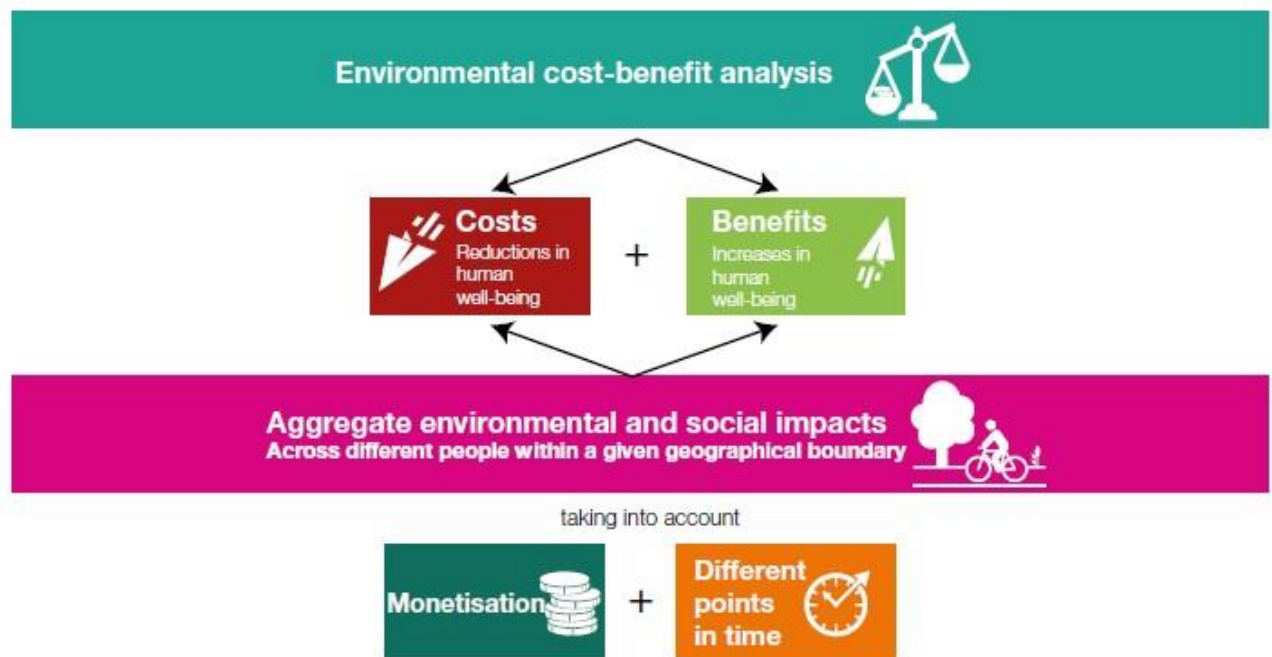 Environmental cost-benefit analysis
Costs
Reductions in
human
well-being
+
Benefits
Increases in
human
well-being
Aggregate environmental and social impacts
Across different people within a given geographical boundary
taking into account
Monetisation
+
Different
points
in time